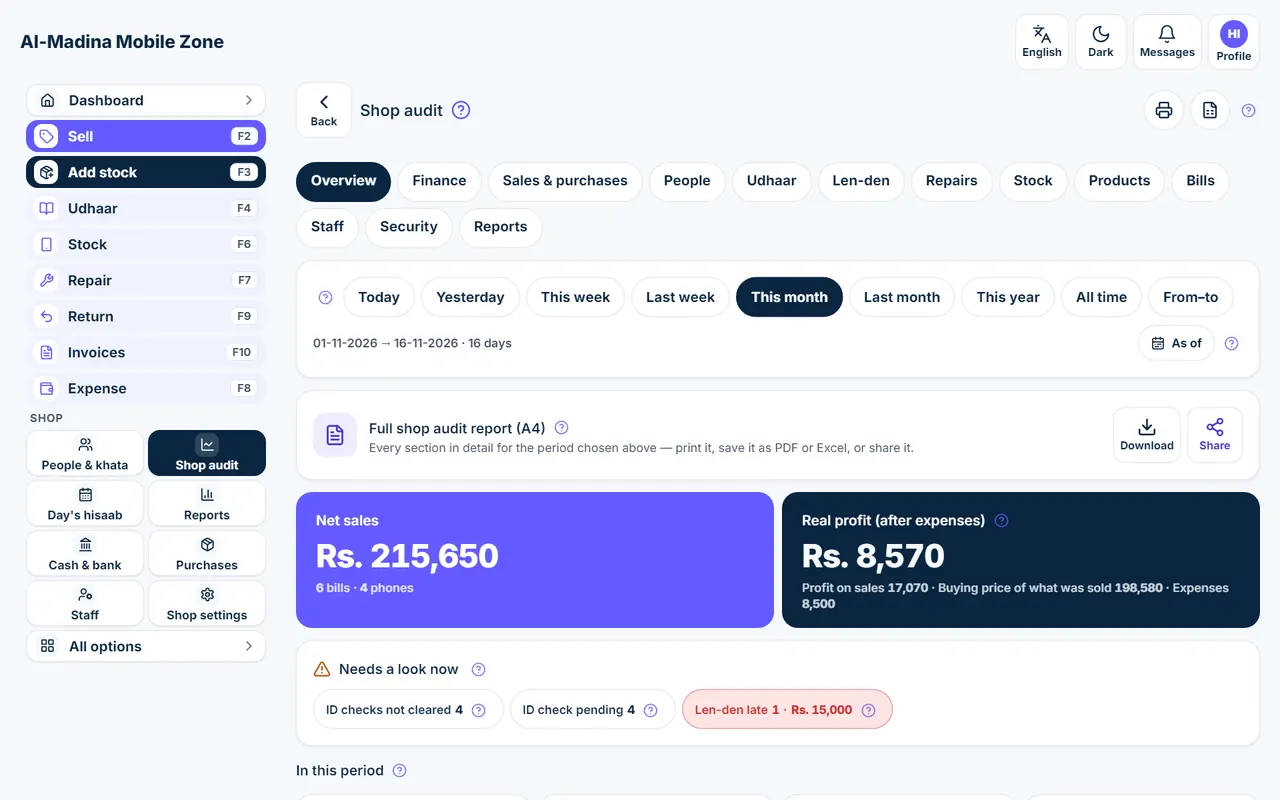 Al-Madina Mobile Zone
English
Dark
Messages
HI
Profile
Dashboard
Sell F2
Add stock F3
Udhaar F4
Stock F6
Repair F7
Return F9
Invoices F10
Expense F8
SHOP
People & khata
Shop audit
Day's hisaab
Reports
Cash & bank
Purchases
Staff
Shop settings
All options
Back
Shop audit ?
?
Overview
Finance
Sales & purchases
People
Udhaar
Len-den
Repairs
Stock
Products
Bills
Staff
Security
Reports
? Today
Yesterday
This week
Last week
This month
Last month
This year
All time
From–to
01-11-2026 → 16-11-2026 · 16 days
As of ?
Full shop audit report (A4) ?
Every section in detail for the period chosen above — print it, save it as PDF or Excel, or share it.
Download
Share
Net sales
Rs. 215,650
6 bills · 4 phones
Real profit (after expenses) ?
Rs. 8,570
Profit on sales 17,070 · Buying price of what was sold 198,580 · Expenses
8,500
Needs a look now ?
ID checks not cleared 4 ?
ID check pending 4 ?
Len-den late 1 · Rs. 15,000 ?
In this period ?